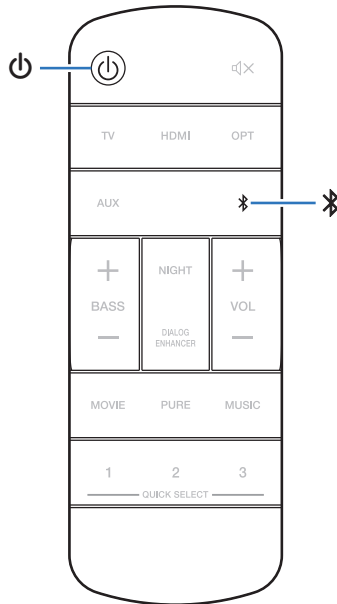 TV HDMI OPT
AUX
+ NIGHT +
BASS VOL
− DIALOG −
ENHANCER
MOVIE PURE MUSIC
1 2 3
QUICK SELECT